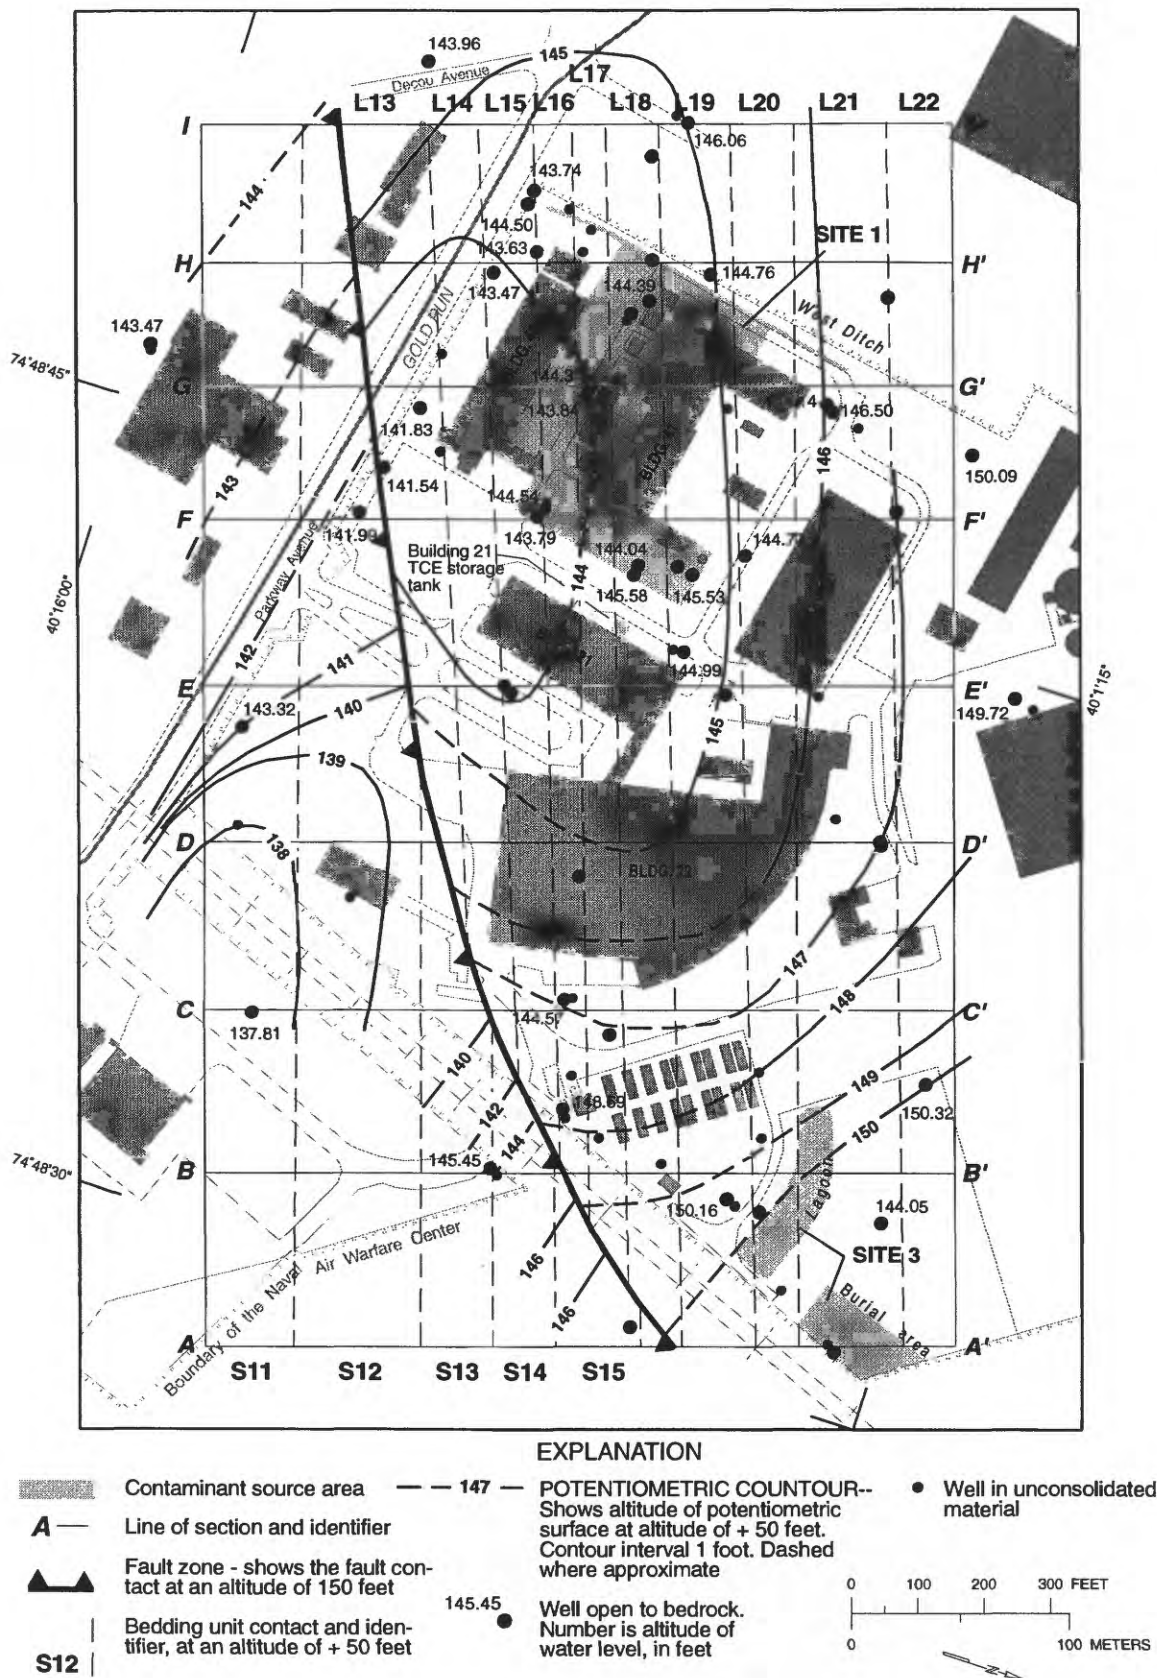 143.96
145
L17
Decou Avenue
L13 L14 L15 L16 L18 L19 L20 L21 L22
I
146.06
144
143.74
144.50
SITE 1
143.63
H H'
144.76
143.47
144.39
GOLD RUN
West Ditch
143.47
74°48'45"
BLDG.
G G'
144.3
143.84
146.50
141.83
BLDG. 41
146
150.09
143
141.54
144.54
F F'
141.99
143.79
Building 21
TCE storage
tank
144.04
144
144.7
145.58
145.53
Parkway Avenue
40°16'00"
142
141
144.99
E E'
140
143.32
145
149.72
40°1'15"
139
D D'
138
BLDG. 22
147
148
C C'
137.81
144.5
140
149
148.69
142
150
150.32
144
74°48'30"
145.45
B B'
Lagoon
150.16
144.05
146
SITE 3
146
Burial area
Boundary of the Naval Air Warfare Center
A A'
S11 S12 S13 S14 S15
EXPLANATION
Contaminant source area
A Line of section and identifier
Fault zone - shows the fault con-
tact at an altitude of 150 feet
S12
Bedding unit contact and iden-
tifier, at an altitude of + 50 feet
147
POTENTIOMETRIC COUNTOUR--
Shows altitude of potentiometric
surface at altitude of + 50 feet.
Contour interval 1 foot. Dashed
where approximate
145.45
Well open to bedrock.
Number is altitude of
water level, in feet
Well in unconsolidated
material
0 100 200 300 FEET
0 100 METERS
N